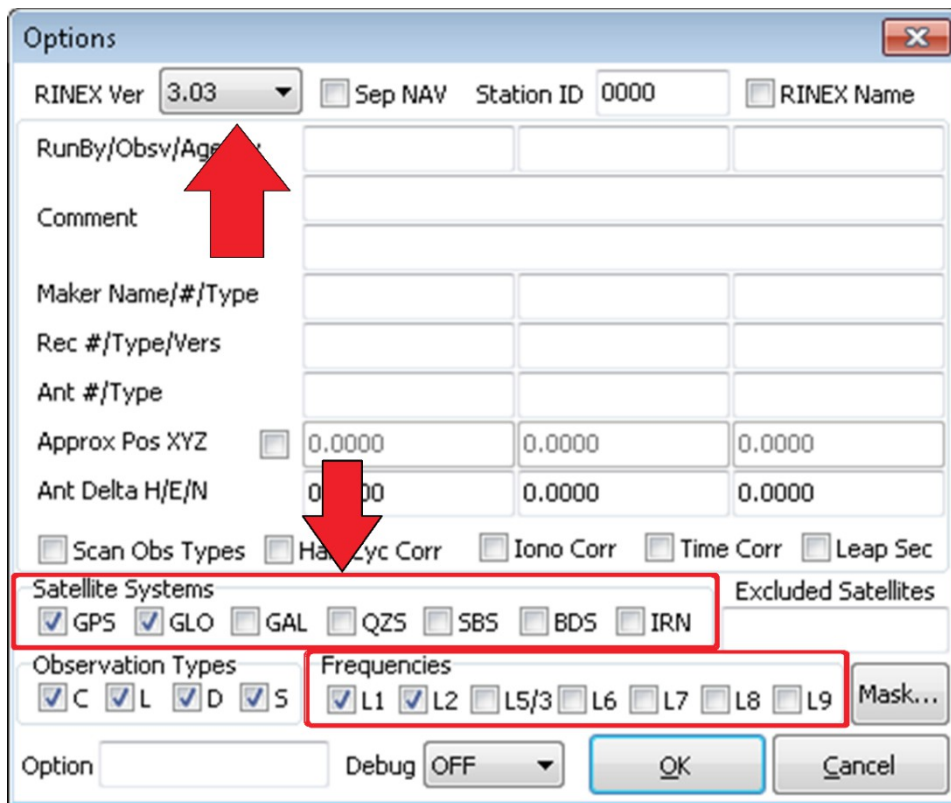 Options
RINEX Ver 3.03 Sep NAV Station ID 0000 RINEX Name
RunBy/Obsv/Age
Comment
Maker Name/#/Type
Rec #/Type/Vers
Ant #/Type
Approx Pos XYZ 0.0000 0.0000 0.0000
Ant Delta H/E/N 0.0000 0.0000
Scan Obs Types Cyc Corr Iono Corr Time Corr Leap Sec
Satellite Systems Excluded Satellites
GPS GLO GAL QZS SBS BDS IRN
Observation Types Frequencies
C L D S L1 L2 L5/3 L6 L7 L8 L9 Mask...
Option Debug OFF OK Cancel